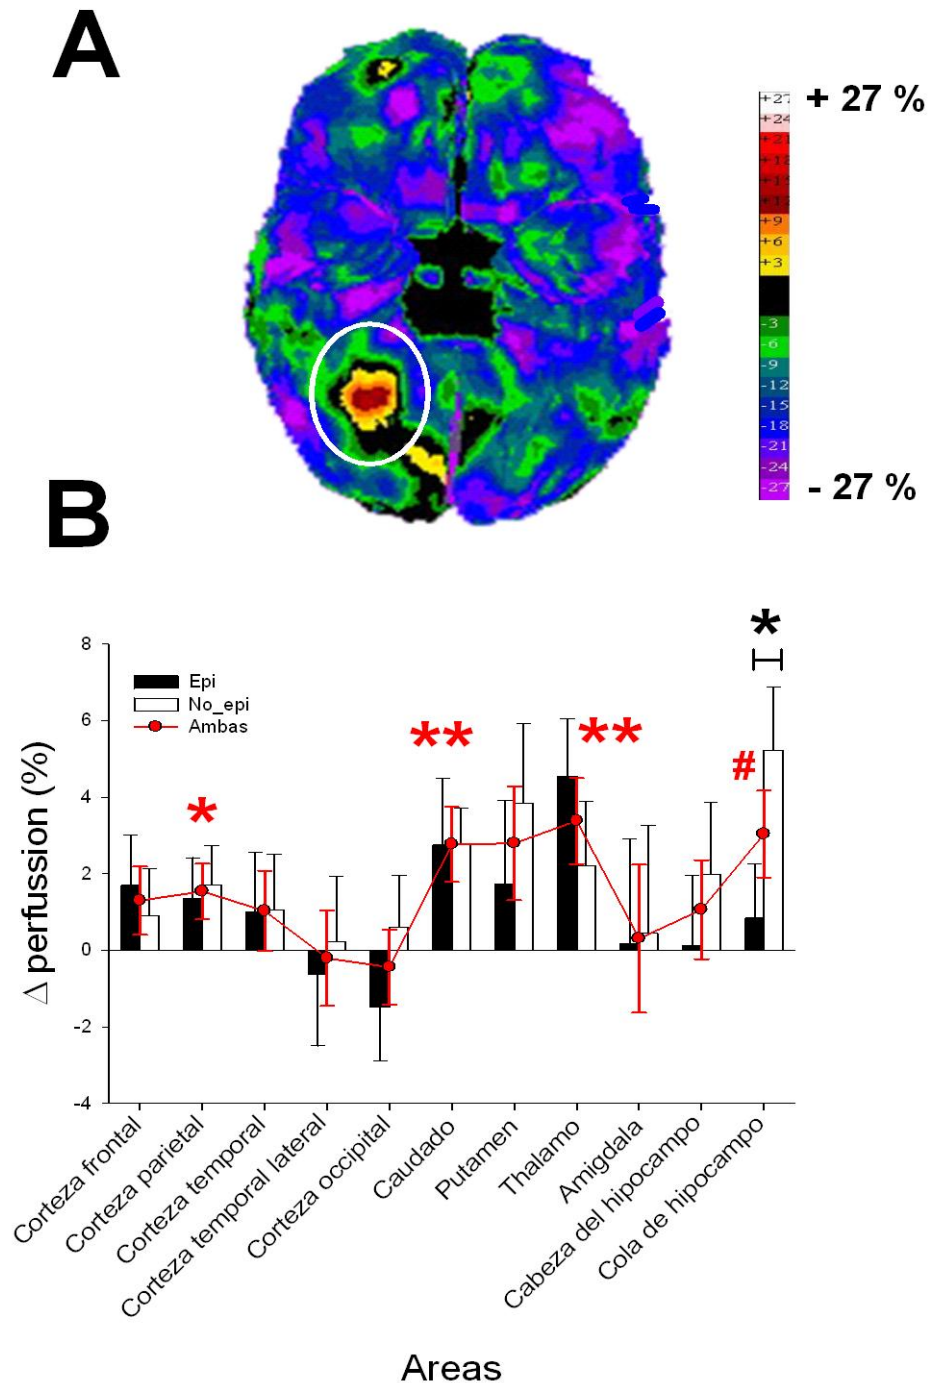 A
+ 27 %
+27
+24
+21
+9
+6
+3
-3
-6
-9
-12
-15
-18
-21
-24
-27
- 27 %
B
*
8
6
4
2
0
-2
-4
Epi
No_epi
Ambas
Δ perfussion (%)
*
**
**
#
Corteza frontal
Corteza parietal
Corteza temporal
Corteza temporal lateral
Corteza occipital
Caudado
Putamen
Thalamo
Amigdala
Cabeza del hipocampo
Cola de hipocampo
Areas